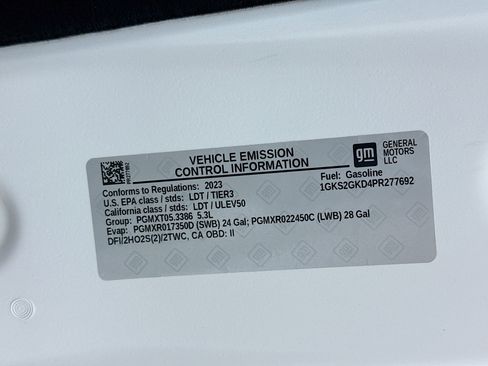 VEHICLE EMISSION
CONTROL INFORMATION
gm
GENERAL
MOTORS
LLC
Conforms to Regulations: 2023
Fuel: Gasoline
U.S. EPA class / stds: LDT / TIER3
1GKS2GKD4PR277692
California class / stds: LDT / ULEV50
Group: PGMXT05.3386 5.3L
Evap: PGMXR017350D (SWB) 24 Gal; PGMXR022450C (LWB) 28 Gal
DFI/2HO2S(2)/2TWC, CA OBD: II